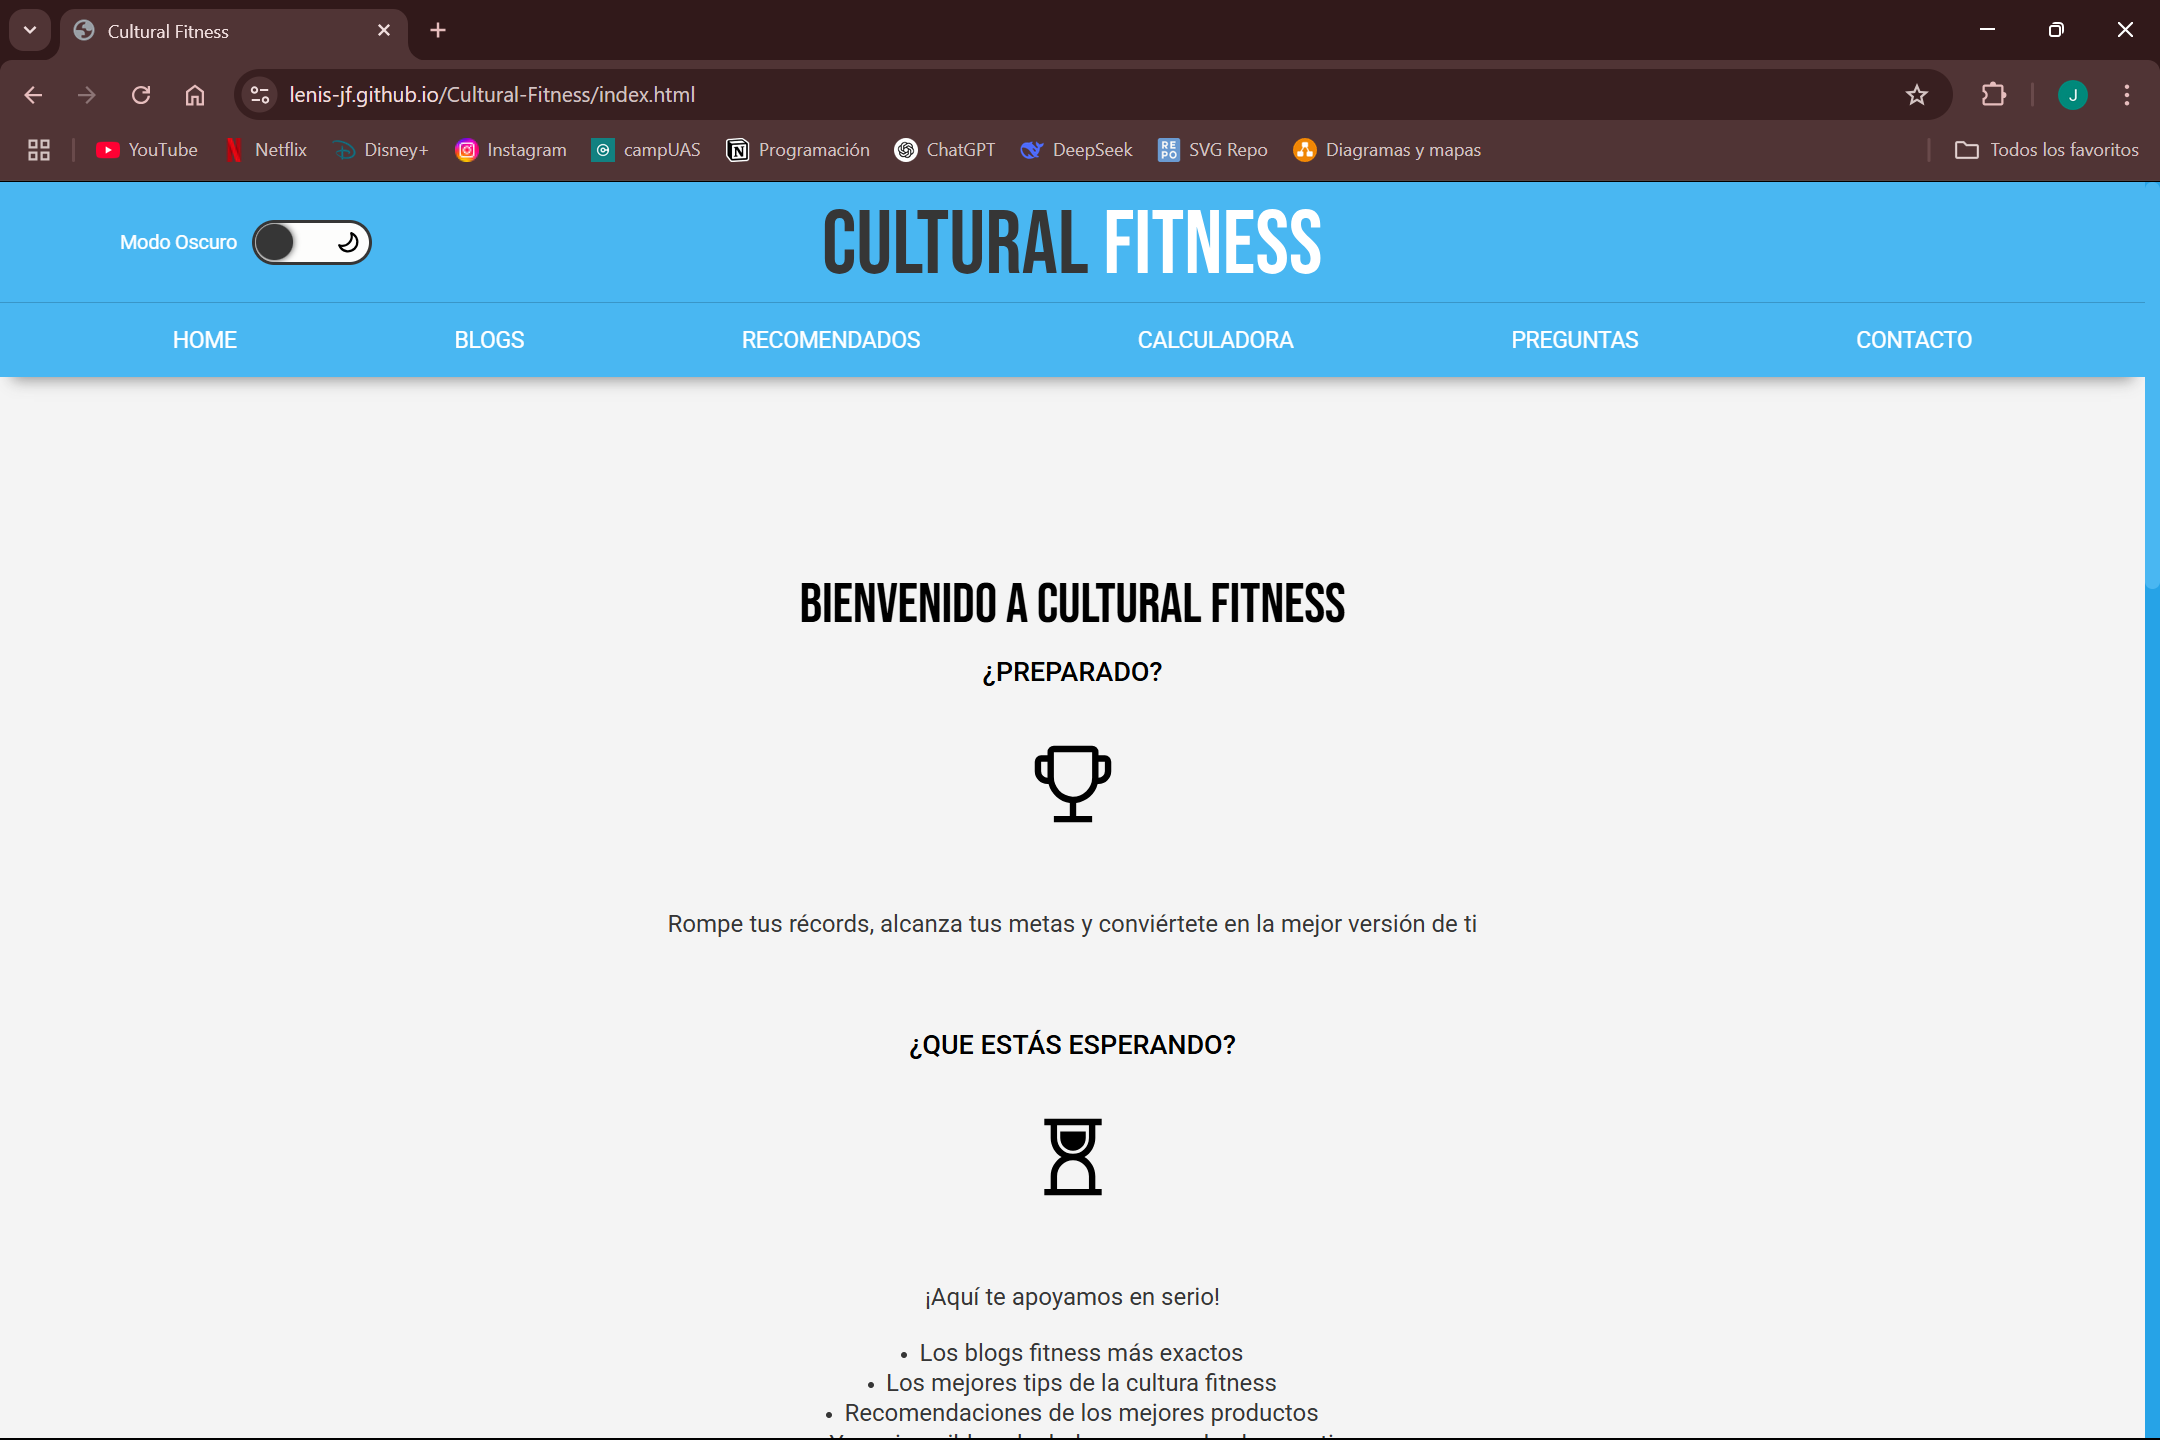 Cultural Fitness
lenis-jf.github.io/Cultural-Fitness/index.html
J
YouTube Netflix Disney+ Instagram campUAS Programación ChatGPT DeepSeek SVG Repo Diagramas y mapas Todos los favoritos
Modo Oscuro
CULTURAL FITNESS
HOME BLOGS RECOMENDADOS CALCULADORA PREGUNTAS CONTACTO
BIENVENIDO A CULTURAL FITNESS
¿PREPARADO?
Rompe tus récords, alcanza tus metas y conviértete en la mejor versión de ti
¿QUE ESTÁS ESPERANDO?
¡Aquí te apoyamos en serio!
• Los blogs fitness más exactos
• Los mejores tips de la cultura fitness
• Recomendaciones de los mejores productos